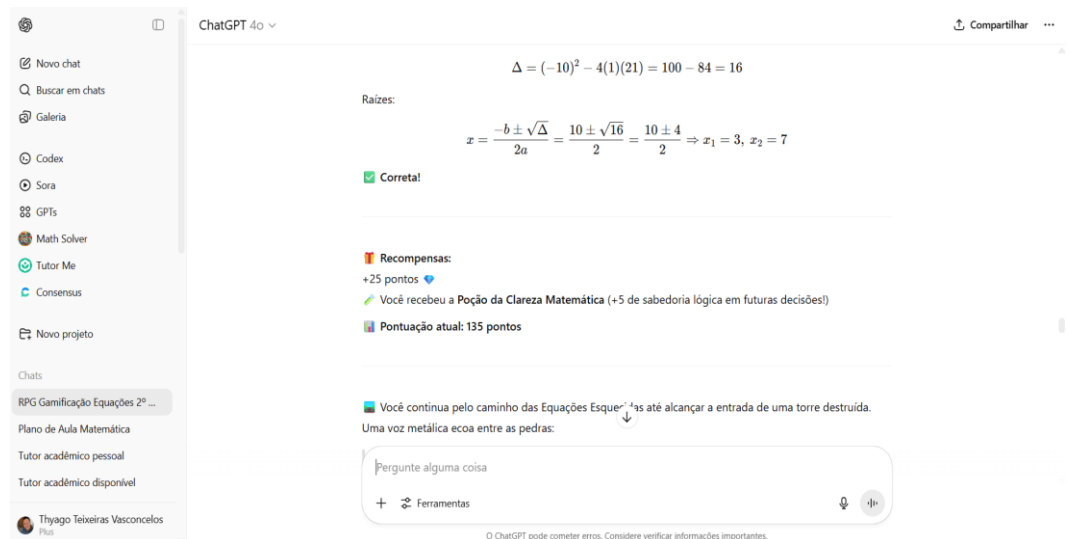 ChatGPT 4o
Compartilhar
Novo chat
Buscar em chats
Galeria
Codex
Sora
GPTs
Math Solver
Tutor Me
Consensus
Novo projeto
Chats
RPG Gamificação Equações 2º ...
Plano de Aula Matemática
Tutor acadêmico pessoal
Tutor acadêmico disponível
Thyago Teixeiras Vasconcelos
Plus
Δ = (−10)² − 4(1)(21) = 100 − 84 = 16
Raízes:
x = (−b ± √Δ)/2a = (10 ± √16)/2 = (10 ± 4)/2 ⇒ x₁ = 3, x₂ = 7
✅ Correta!
🎁 Recompensas:
+25 pontos 💎
🧪 Você recebeu a Poção da Clareza Matemática (+5 de sabedoria lógica em futuras decisões!)
📊 Pontuação atual: 135 pontos
Você continua pelo caminho das Equações Esquecidas até alcançar a entrada de uma torre destruída.
Uma voz metálica ecoa entre as pedras:
Pergunte alguma coisa
Ferramentas
O ChatGPT pode cometer erros. Considere verificar informações importantes.